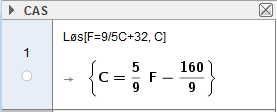 CAS
1
Løs[F=9/5C+32, C]
→ {C = 5/9 F − 160/9}